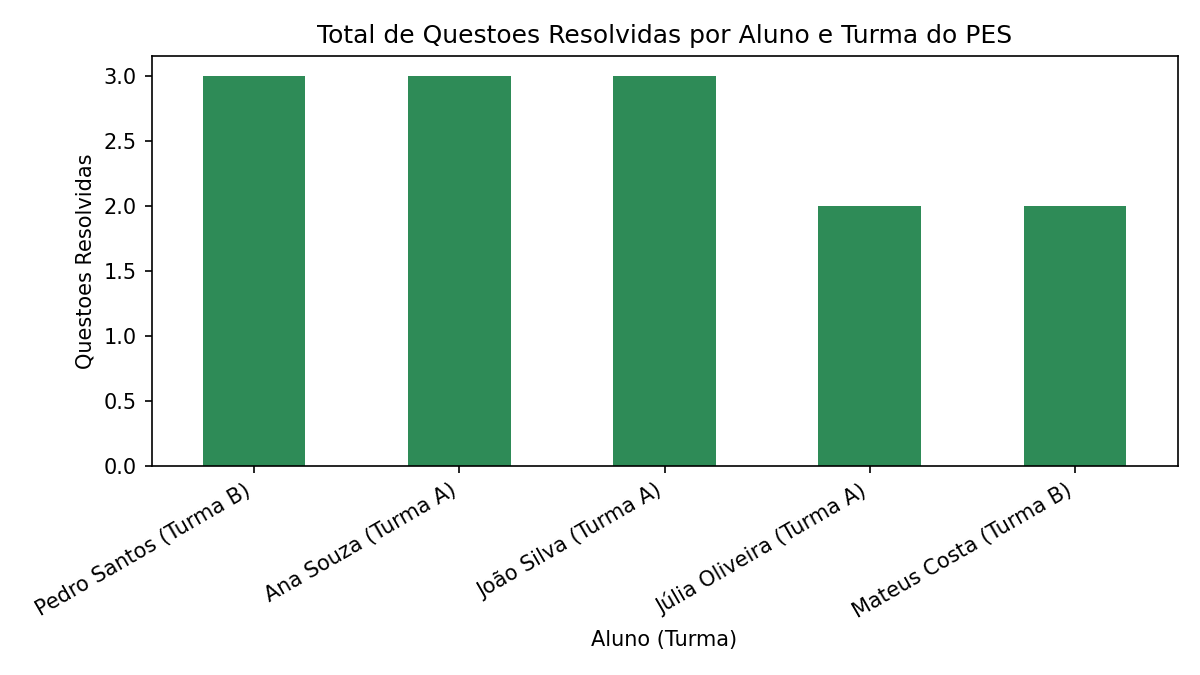 Total de Questoes Resolvidas por Aluno e Turma do PES
Questoes Resolvidas
3.0
2.5
2.0
1.5
1.0
0.5
0.0
Pedro Santos (Turma B)
Ana Souza (Turma A)
João Silva (Turma A)
Júlia Oliveira (Turma A)
Mateus Costa (Turma B)
Aluno (Turma)